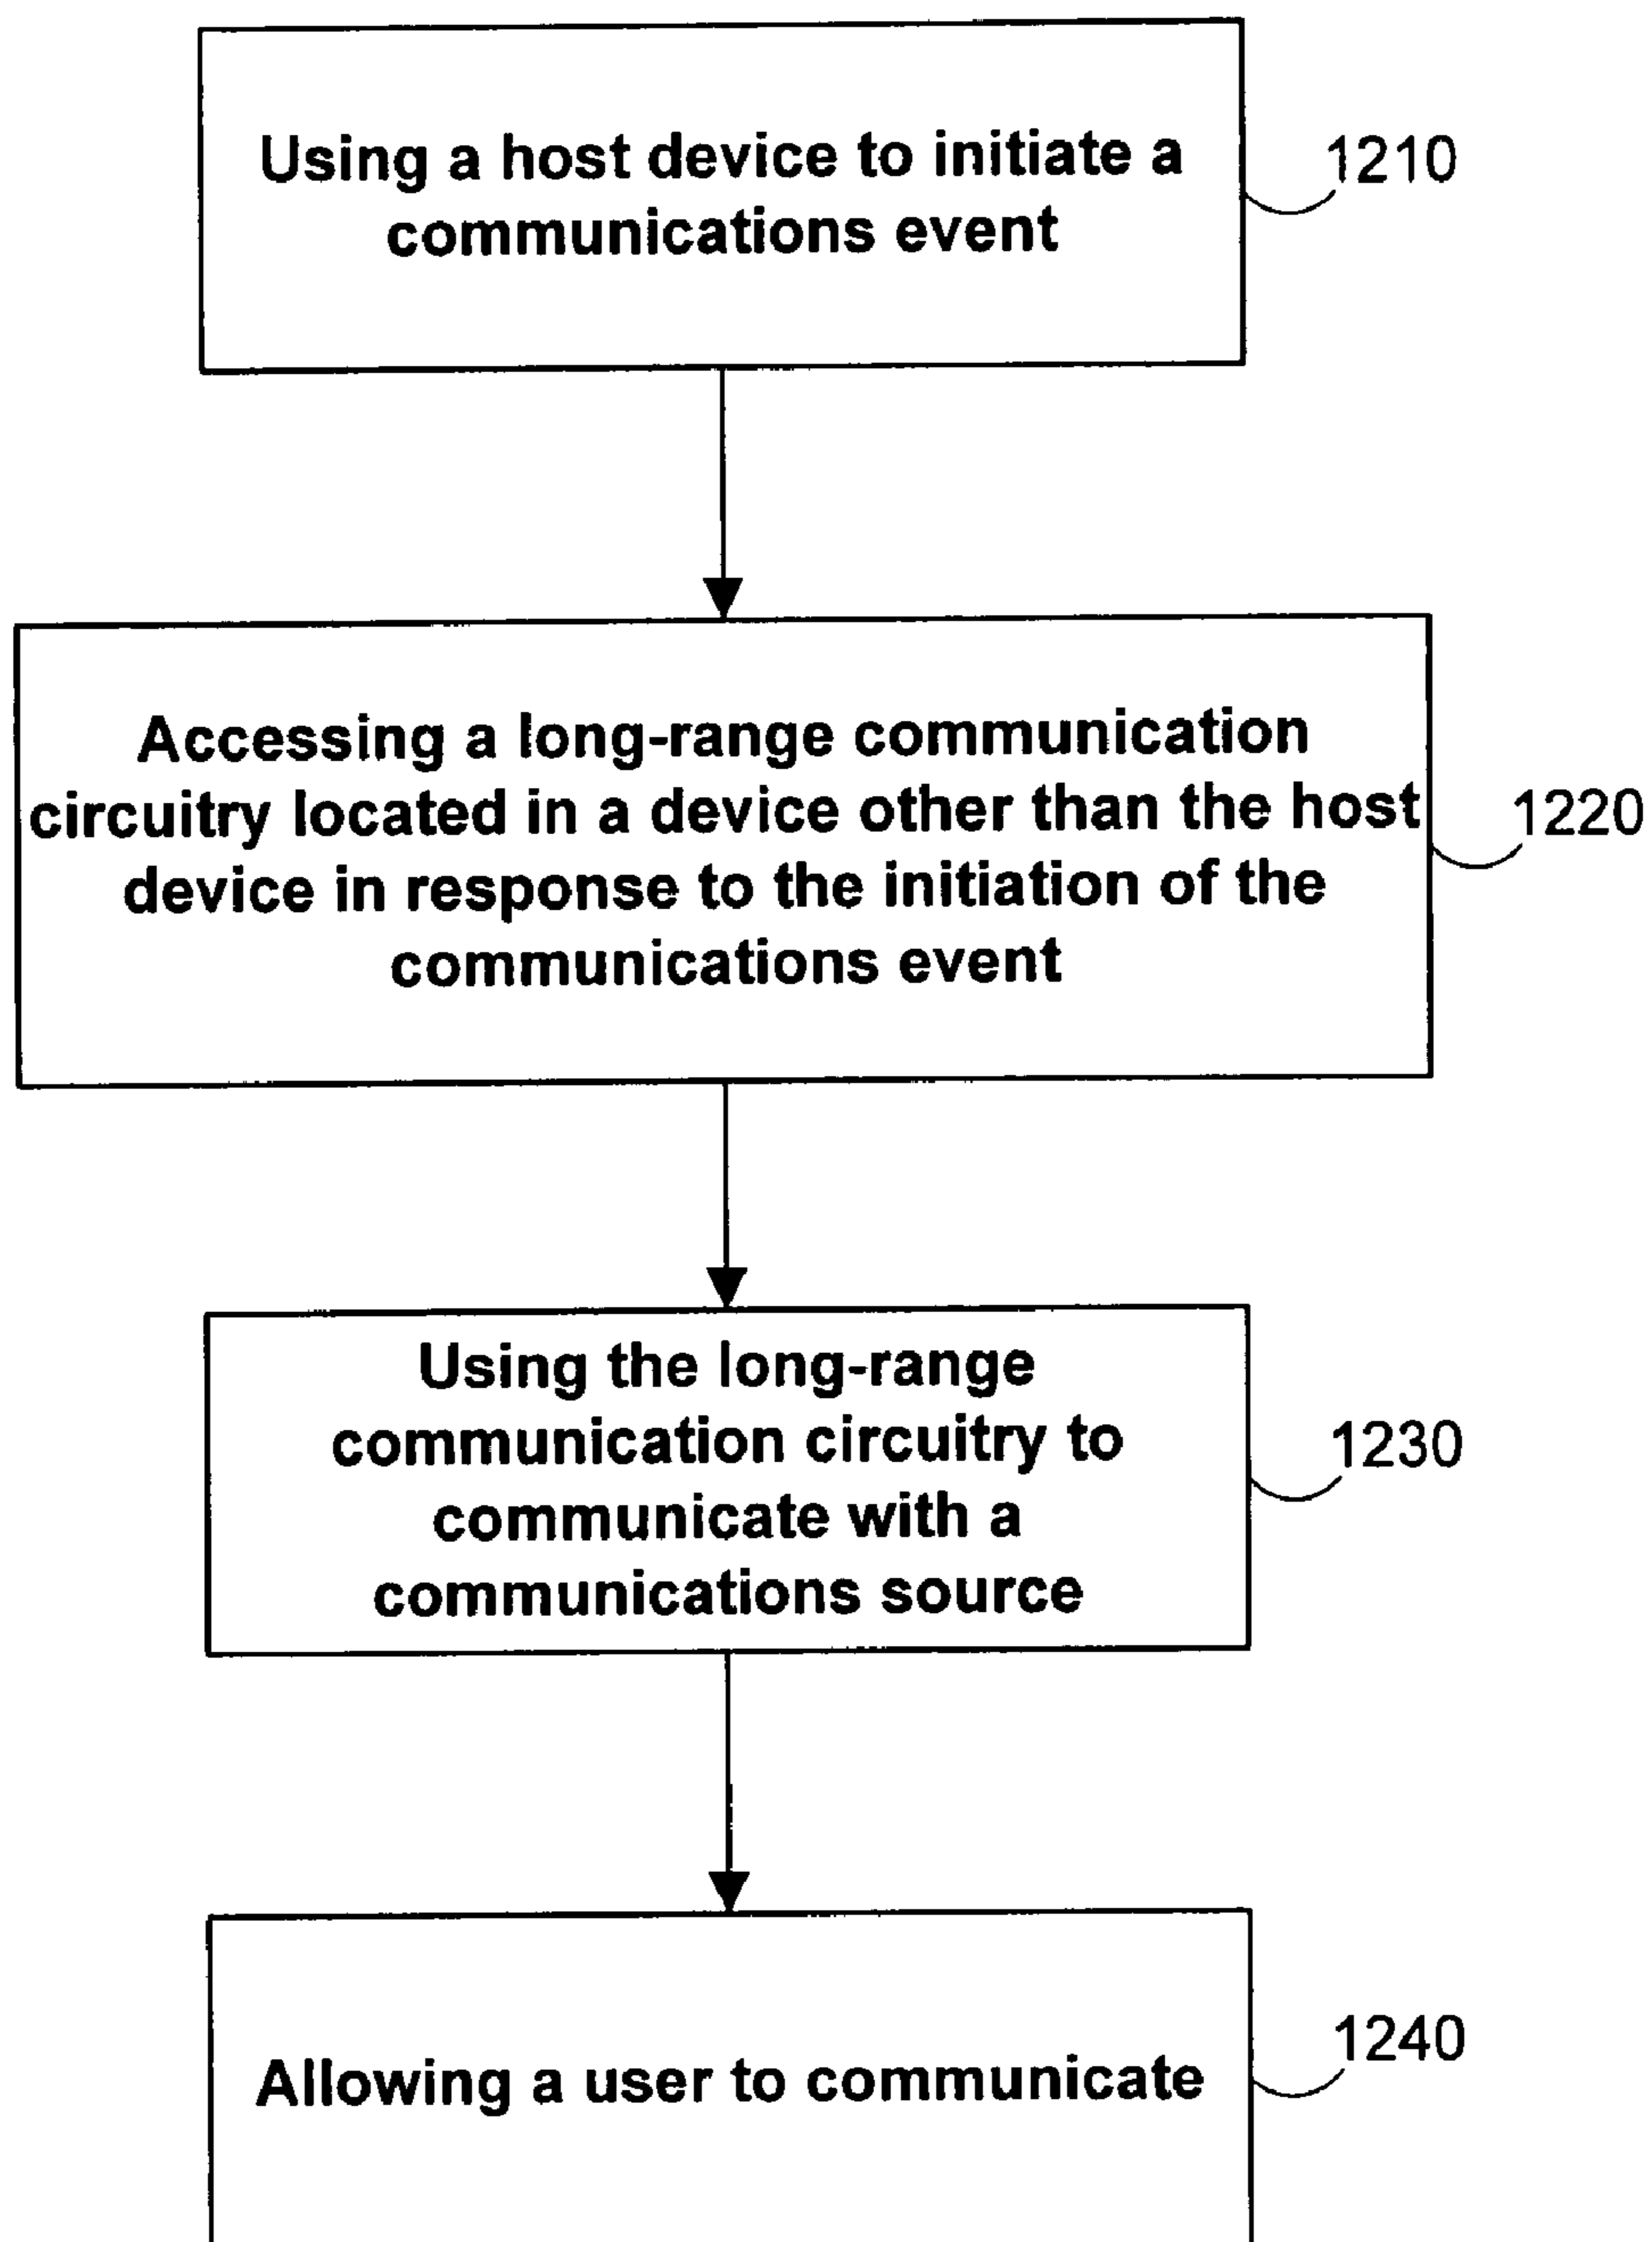 Using a host device to initiate a
communications event
1210
Accessing a long-range communication
circuitry located in a device other than the host
device in response to the initiation of the
communications event
1220
Using the long-range
communication circuitry to
communicate with a
communications source
1230
Allowing a user to communicate
1240